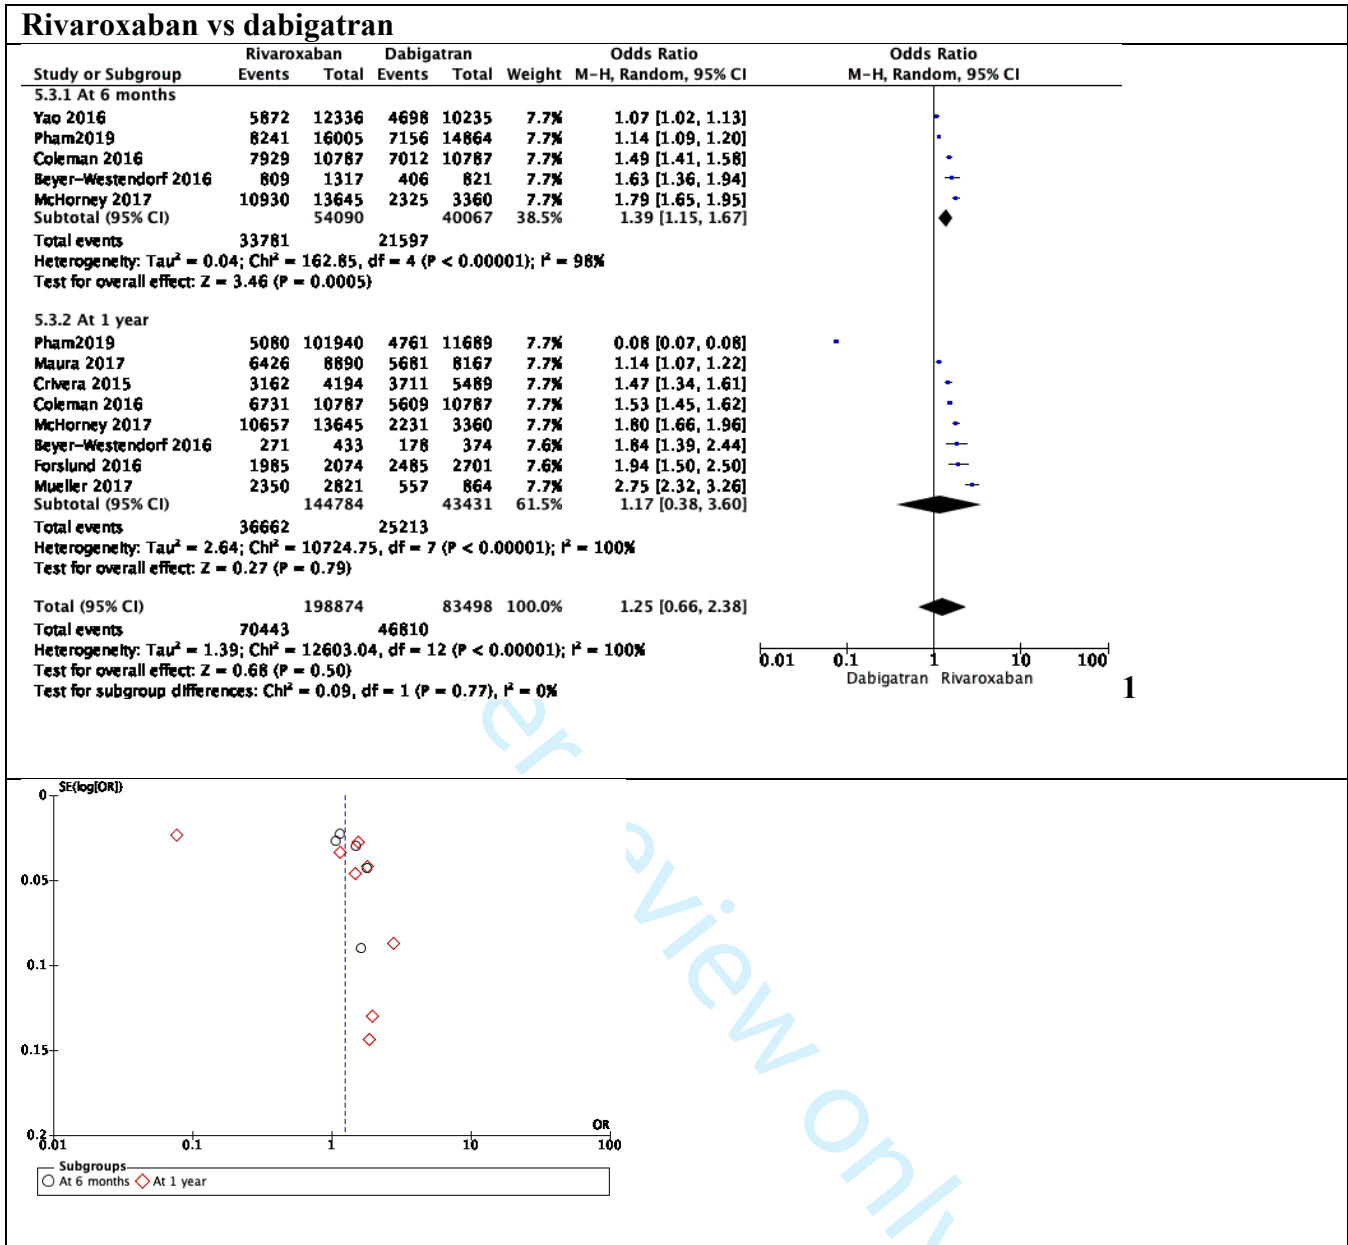 Rivaroxaban vs dabigatran
Rivaroxaban Dabigatran Odds Ratio Odds Ratio
Study or Subgroup Events Total Events Total Weight M-H, Random, 95% CI M-H, Random, 95% CI
5.3.1 At 6 months
Yao 2016 5872 12336 4698 10235 7.7% 1.07 [1.02, 1.13]
Pham2019 8241 16005 7156 14864 7.7% 1.14 [1.09, 1.20]
Coleman 2016 7929 10787 7012 10787 7.7% 1.49 [1.41, 1.58]
Beyer-Westendorf 2016 809 1317 406 821 7.7% 1.63 [1.36, 1.94]
McHorney 2017 10930 13645 2325 3360 7.7% 1.79 [1.65, 1.95]
Subtotal (95% CI) 54090 40067 38.5% 1.39 [1.15, 1.67]
Total events 33781 21597
Heterogeneity: Tau² = 0.04; Chi² = 162.85, df = 4 (P < 0.00001); I² = 98%
Test for overall effect: Z = 3.46 (P = 0.0005)
5.3.2 At 1 year
Pham2019 5080 101940 4761 11689 7.7% 0.08 [0.07, 0.08]
Maura 2017 6426 8890 5681 8167 7.7% 1.14 [1.07, 1.22]
Crivera 2015 3162 4194 3711 5489 7.7% 1.47 [1.34, 1.61]
Coleman 2016 6731 10787 5609 10787 7.7% 1.53 [1.45, 1.62]
McHorney 2017 10657 13645 2231 3360 7.7% 1.80 [1.66, 1.96]
Beyer-Westendorf 2016 271 433 178 374 7.6% 1.84 [1.39, 2.44]
Forslund 2016 1985 2074 2485 2701 7.6% 1.94 [1.50, 2.50]
Mueller 2017 2350 2821 557 864 7.7% 2.75 [2.32, 3.26]
Subtotal (95% CI) 144784 43431 61.5% 1.17 [0.38, 3.60]
Total events 36662 25213
Heterogeneity: Tau² = 2.64; Chi² = 10724.75, df = 7 (P < 0.00001); I² = 100%
Test for overall effect: Z = 0.27 (P = 0.79)
Total (95% CI) 198874 83498 100.0% 1.25 [0.66, 2.38]
Total events 70443 46810
Heterogeneity: Tau² = 1.39; Chi² = 12603.04, df = 12 (P < 0.00001); I² = 100%
Test for overall effect: Z = 0.68 (P = 0.50)
Test for subgroup differences: Chi² = 0.09, df = 1 (P = 0.77), I² = 0%
0.01 0.1 1 10 100
Dabigatran Rivaroxaban
1
SE(log[OR])
0
0.05
0.1
0.15
0.2
0.01 0.1 1 10 100
OR
Subgroups
At 6 months At 1 year
er review only